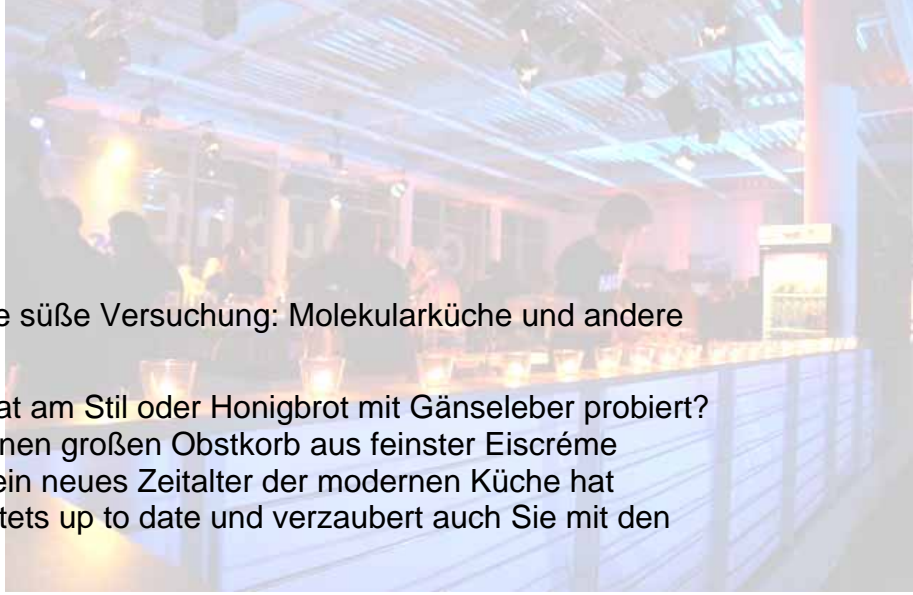 e süße Versuchung: Molekularküche und andere
at am Stil oder Honigbrot mit Gänseleber probiert?
nen großen Obstkorb aus feinster Eiscréme
ein neues Zeitalter der modernen Küche hat
tets up to date und verzaubert auch Sie mit den